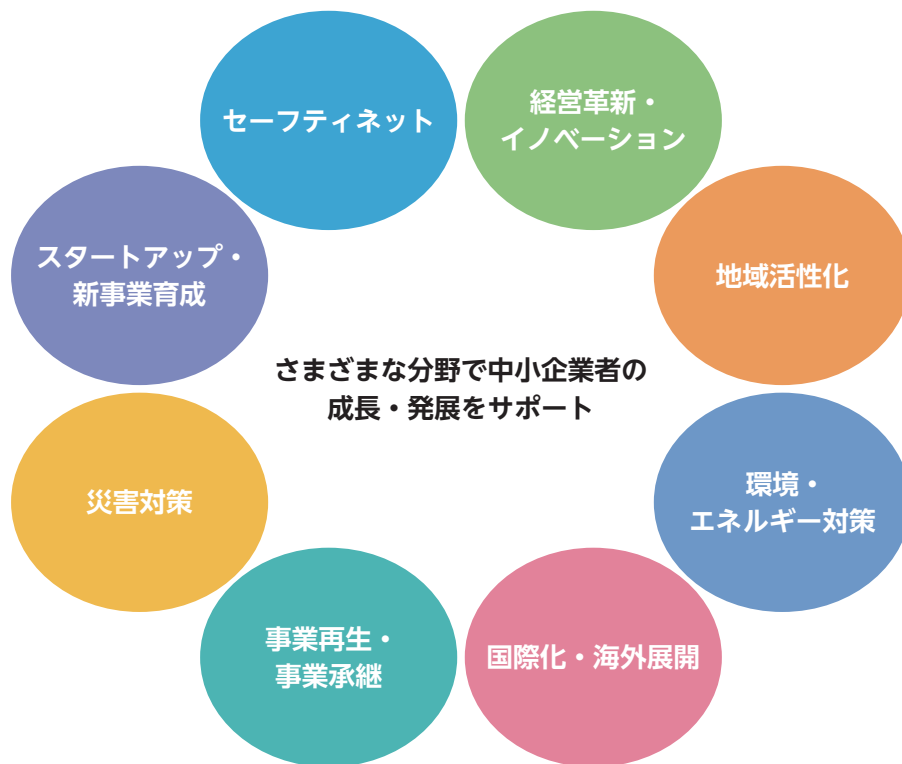 セーフティネット
経営革新・
イノベーション
スタートアップ・
新事業育成
地域活性化
さまざまな分野で中小企業者の
成長・発展をサポート
災害対策
環境・
エネルギー対策
事業再生・
事業承継
国際化・海外展開